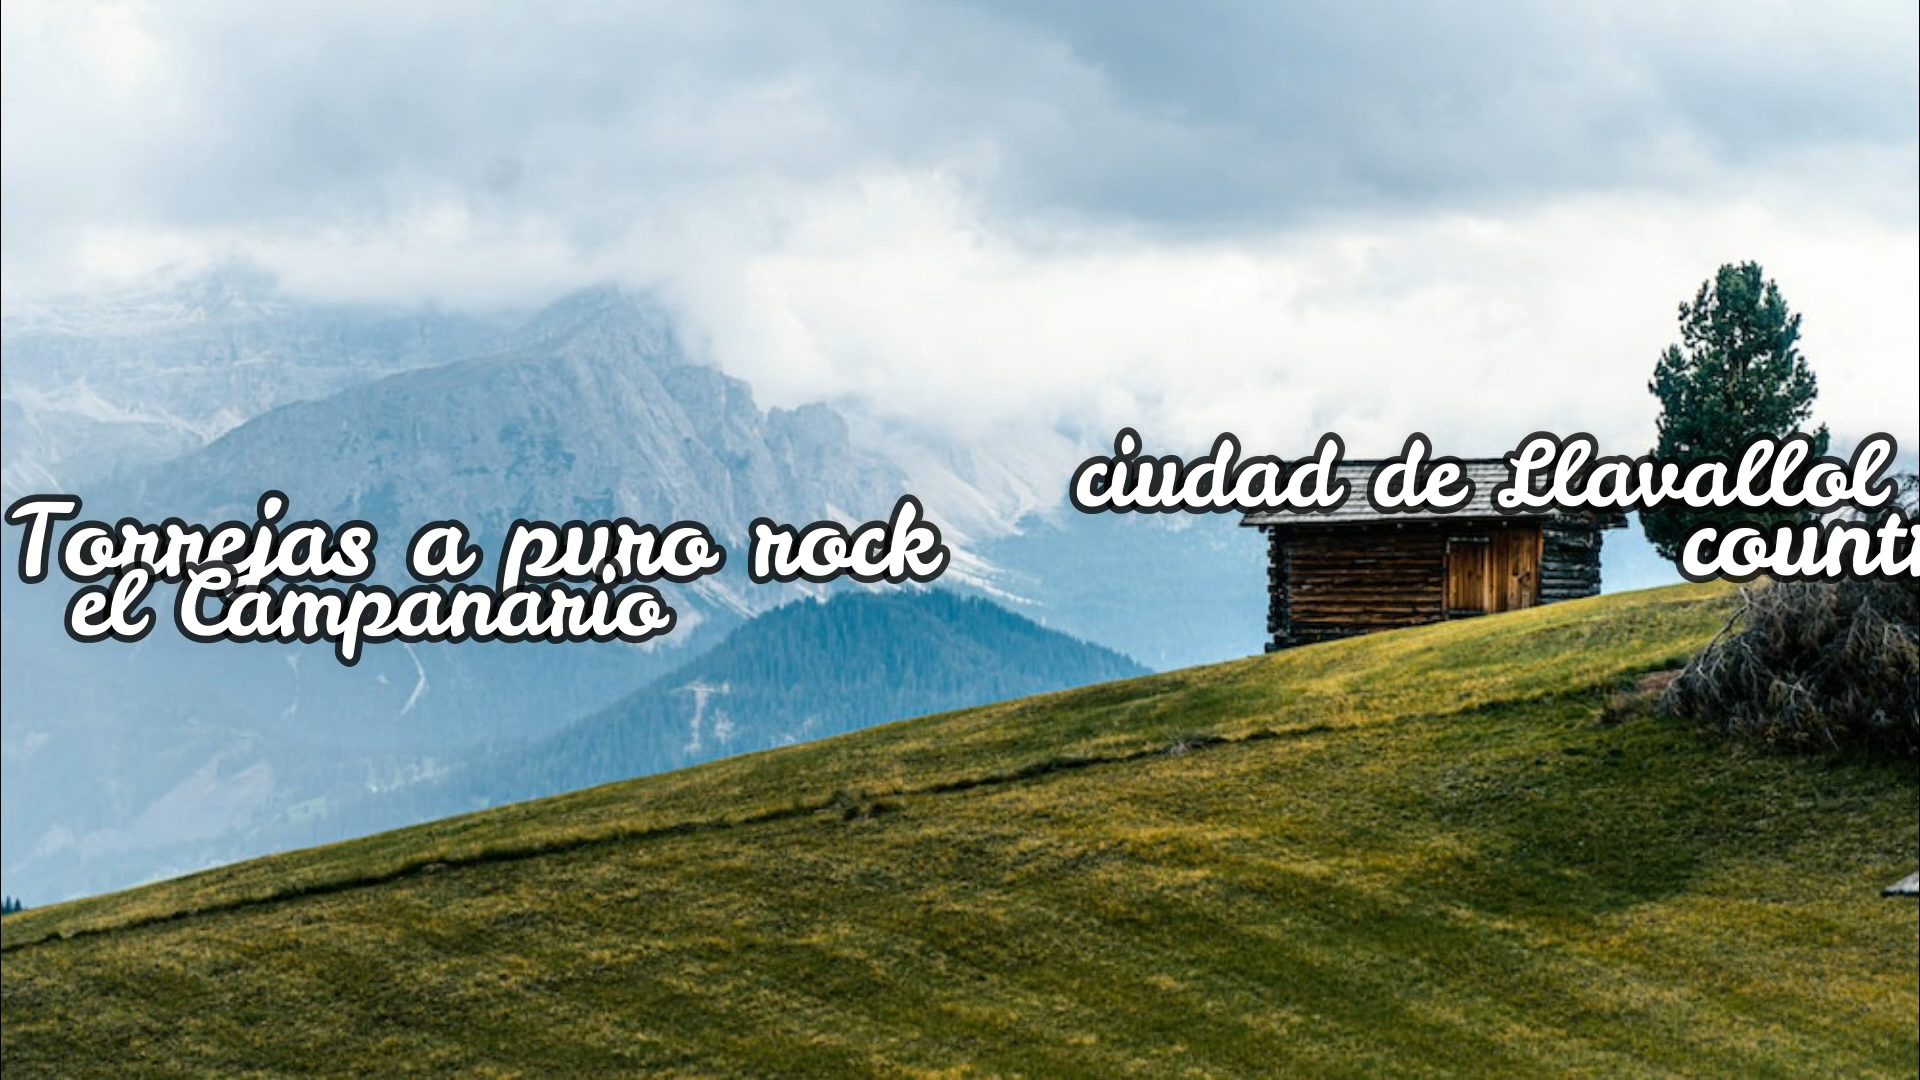 Torrejas a puro rock
el Campanario
ciudad de Llavallol